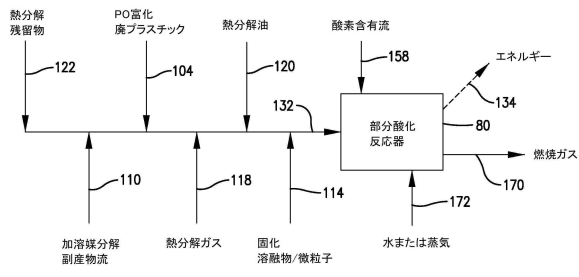 熱分解
残留物
PO富化
廃プラスチック
熱分解油
酸素含有流
エネルギー
122
104
120
158
134
132
部分酸化
反応器
80
燃焼ガス
170
110
118
114
172
加溶媒分解
副産物流
熱分解ガス
固化
溶融物/微粒子
水または蒸気